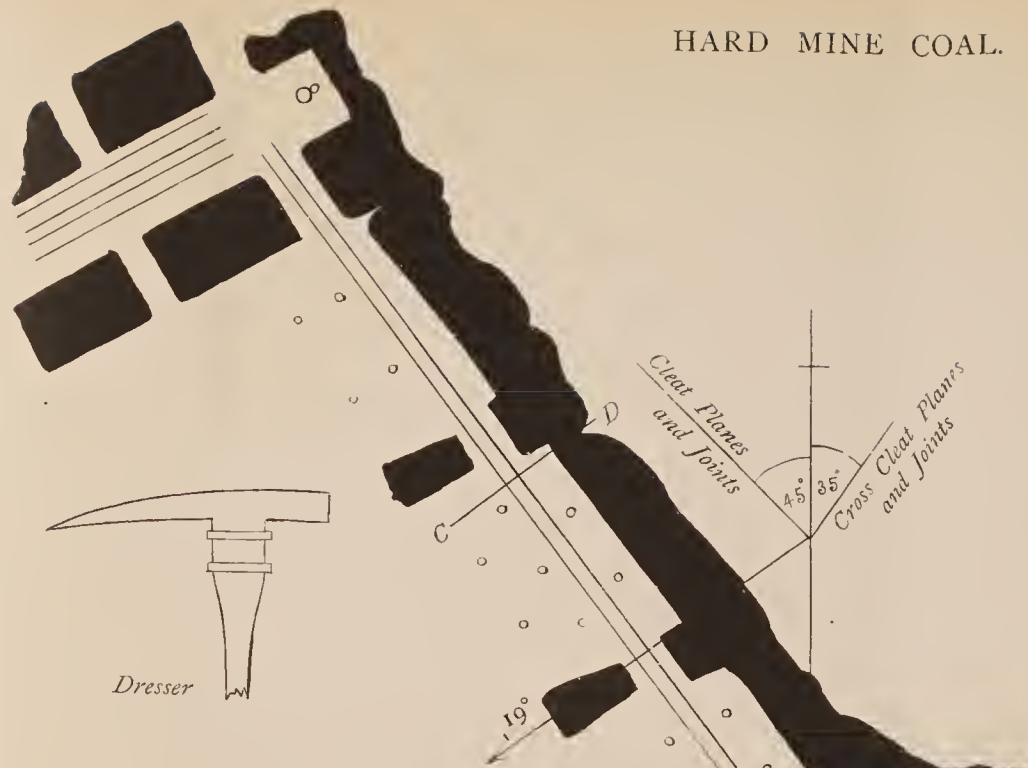 HARD MINE COAL.
Cleat Planes
and Joints
45°
35°
Cross Cleat Planes
and Joints
D
C
Dresser
19°